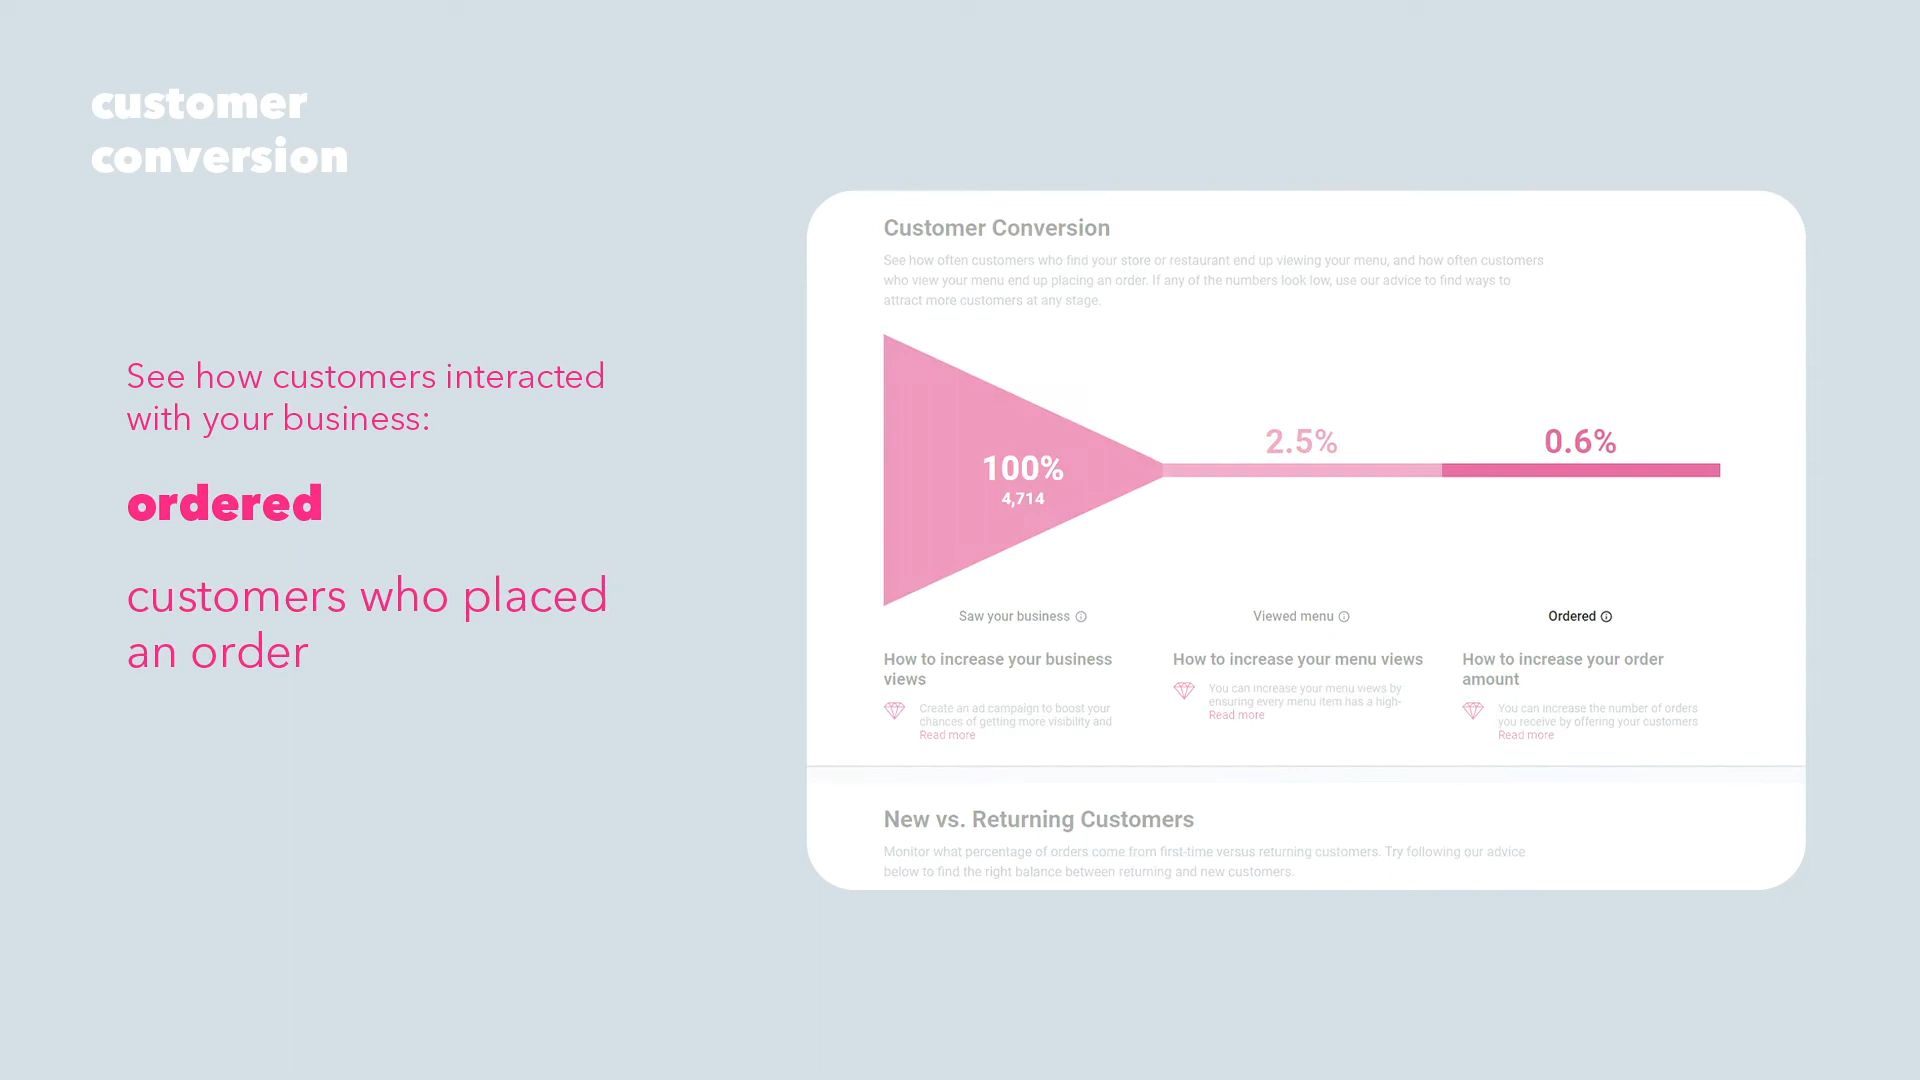 customer
conversion
See how customers interacted
with your business:
ordered
customers who placed
an order
Customer Conversion
See how often customers who find your store or restaurant end up viewing your menu, and how often customers
who view your menu end up placing an order. If any of the numbers look low, use our advice to find ways to
attract more customers at any stage.
100%
4,714
2.5%
0.6%
Saw your business
Viewed menu
Ordered
How to increase your business
views
Create an ad campaign to boost your
chances of getting more visibility and
Read more
How to increase your menu views
You can increase your menu views by
ensuring every menu item has a high-
Read more
How to increase your order
amount
You can increase the number of orders
you receive by offering your customers
Read more
New vs. Returning Customers
Monitor what percentage of orders come from first-time versus returning customers. Try following our advice
below to find the right balance between returning and new customers.